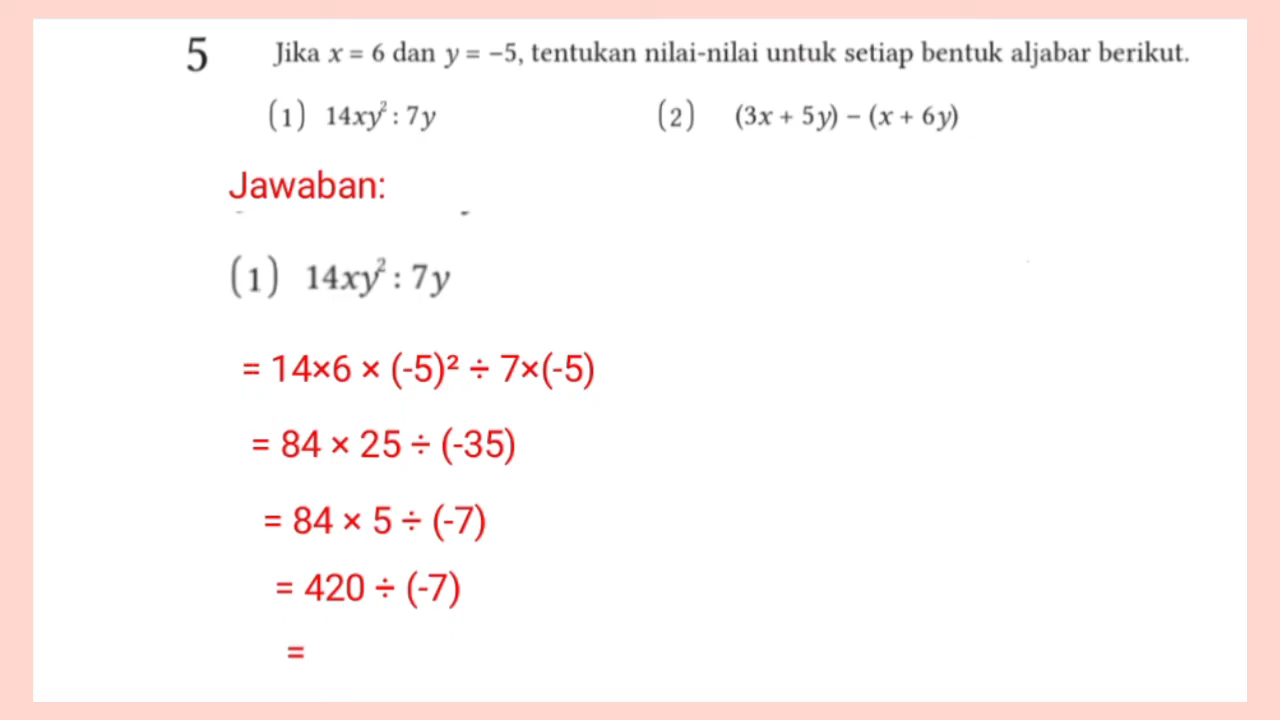 5 Jika x = 6 dan y = −5, tentukan nilai-nilai untuk setiap bentuk aljabar berikut.
(1) 14xy² : 7y (2) (3x + 5y) − (x + 6y)
Jawaban:
(1) 14xy² : 7y
= 14×6 × (-5)² ÷ 7×(-5)
= 84 × 25 ÷ (-35)
= 84 × 5 ÷ (-7)
= 420 ÷ (-7)
=